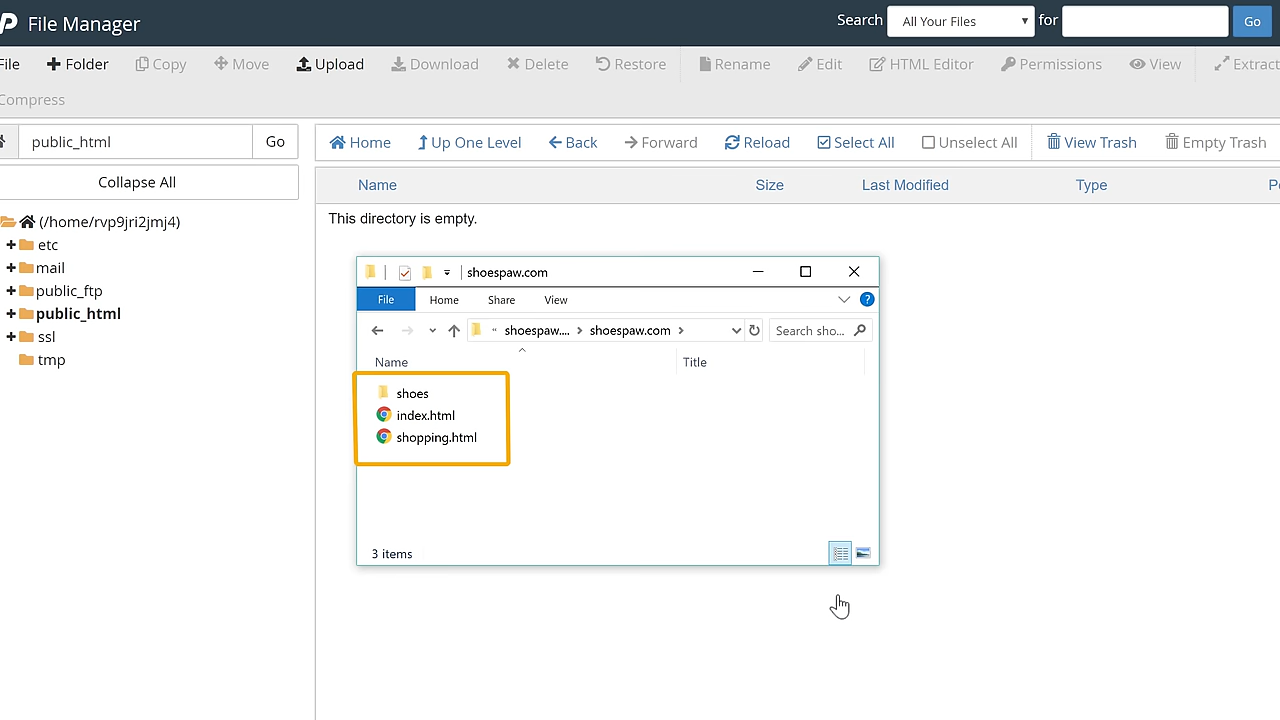 File Manager
Search All Your Files for Go
File Folder Copy Move Upload Download Delete Restore Rename Edit HTML Editor Permissions View Extract
Compress
public_html Go
Home Up One Level Back Forward Reload Select All Unselect All View Trash Empty Trash
Collapse All
Name Size Last Modified Type
This directory is empty.
(/home/rvp9jri2jmj4)
etc
mail
public_ftp
public_html
ssl
tmp
shoespaw.com
File Home Share View
shoespaw.... shoespaw.com Search sho...
Name Title
shoes
index.html
shopping.html
3 items